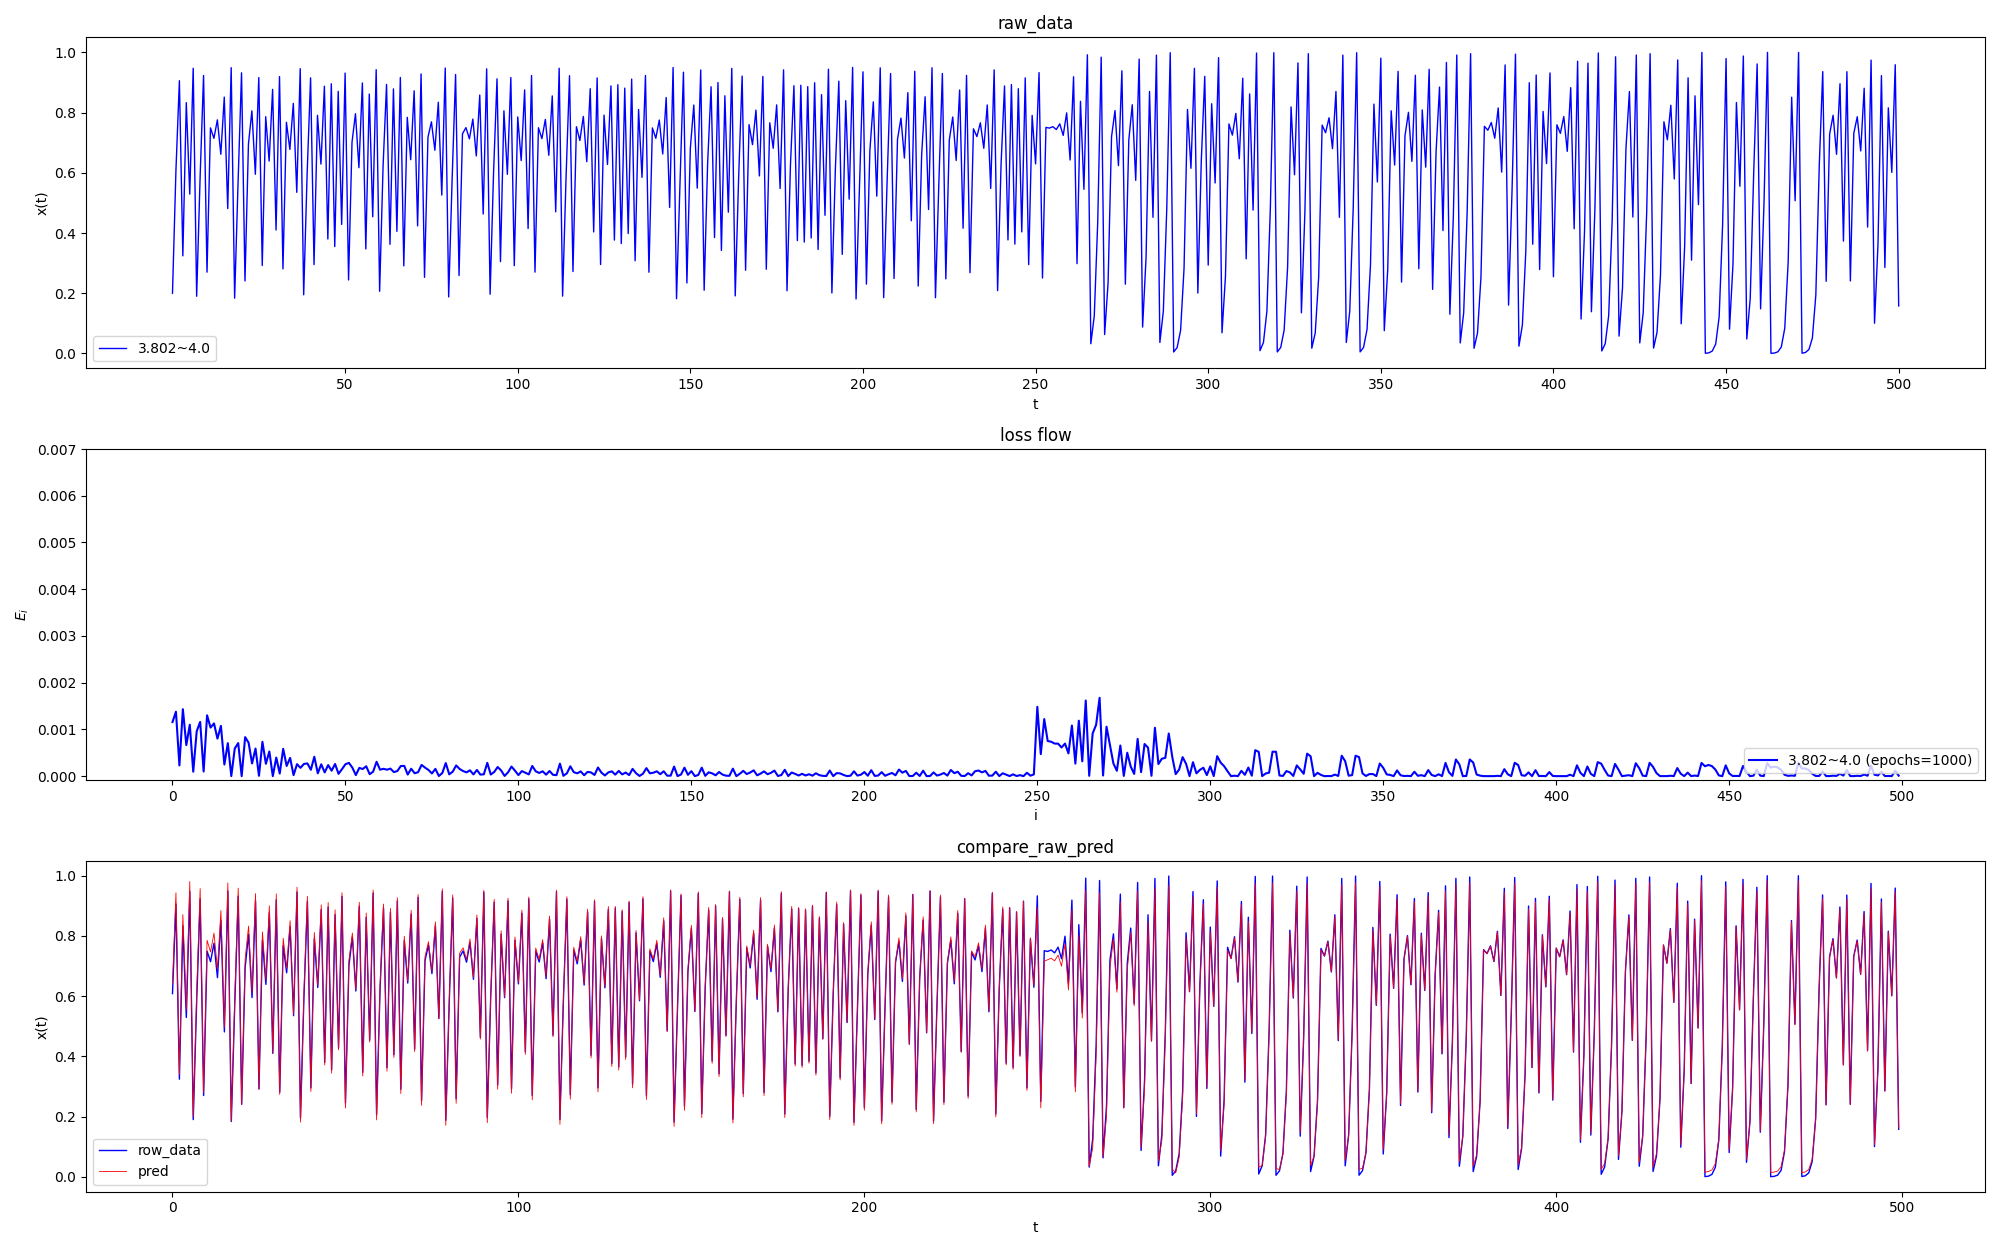 raw_data
1.0
0.8
0.6
0.4
0.2
0.0
x(t)
3.802~4.0
50 100 150 200 250 300 350 400 450 500
t
loss flow
0.007
0.006
0.005
0.004
0.003
0.002
0.001
0.000
E_i
3.802~4.0 (epochs=1000)
0 50 100 150 200 250 300 350 400 450 500
i
compare_raw_pred
1.0
0.8
0.6
0.4
0.2
0.0
x(t)
row_data
pred
0 100 200 300 400 500
t